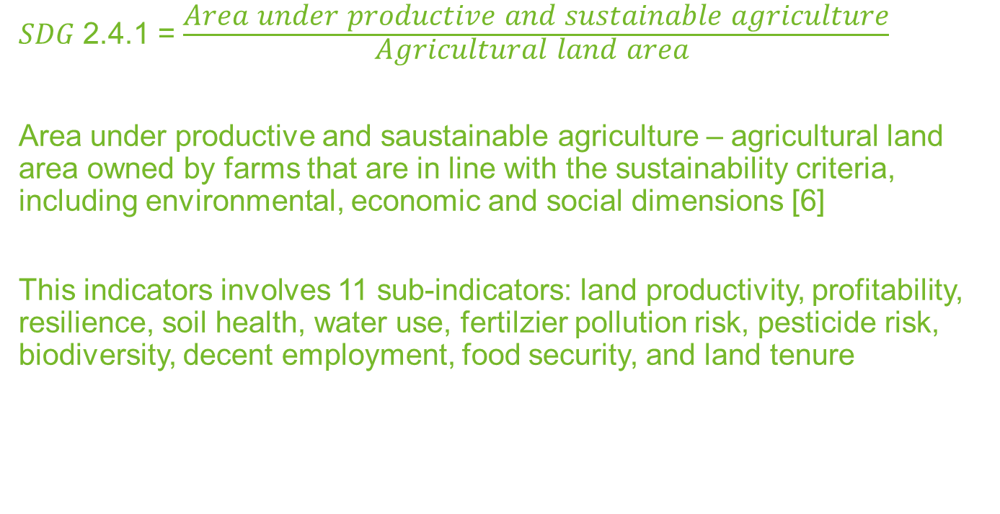 SDG 2.4.1 = Area under productive and sustainable agriculture
Agricultural land area
Area under productive and saustainable agriculture – agricultural land
area owned by farms that are in line with the sustainability criteria,
including environmental, economic and social dimensions [6]
This indicators involves 11 sub-indicators: land productivity, profitability,
resilience, soil health, water use, fertilzier pollution risk, pesticide risk,
biodiversity, decent employment, food security, and land tenure